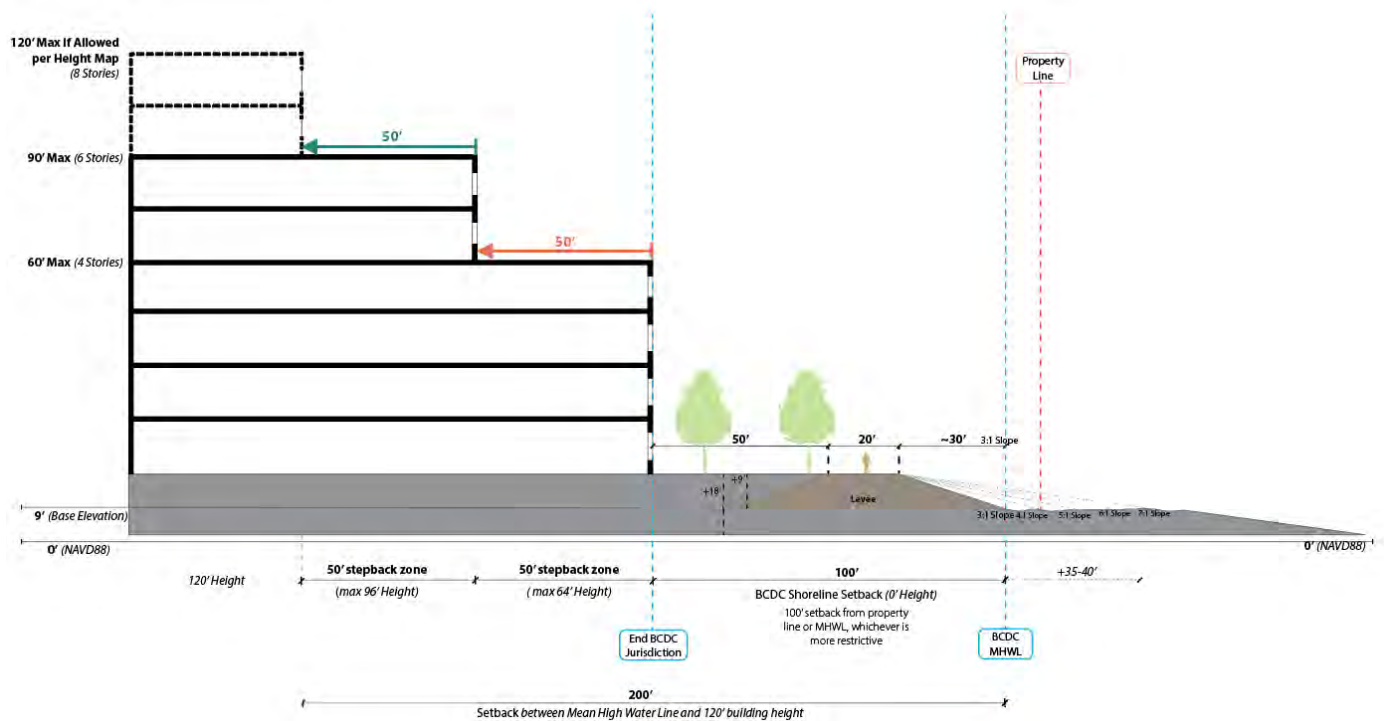 120' Max If Allowed
per Height Map
(8 Stories)
Property
Line
50'
90' Max (6 Stories)
50'
60' Max (4 Stories)
50'
20'
~30'
3:1 Slope
+18'
+9'
Levee
3:1 Slope
4:1 Slope
5:1 Slope
6:1 Slope
7:1 Slope
9' (Base Elevation)
0' (NAVD88)
0' (NAVD88)
120' Height
50' stepback zone
(max 96' Height)
50' stepback zone
( max 64' Height)
100'
BCDC Shoreline Setback (0' Height)
100' setback from property
line or MHWL, whichever is
more restrictive
+35-40'
End BCDC
Jurisdiction
BCDC
MHWL
200'
Setback between Mean High Water Line and 120' building height